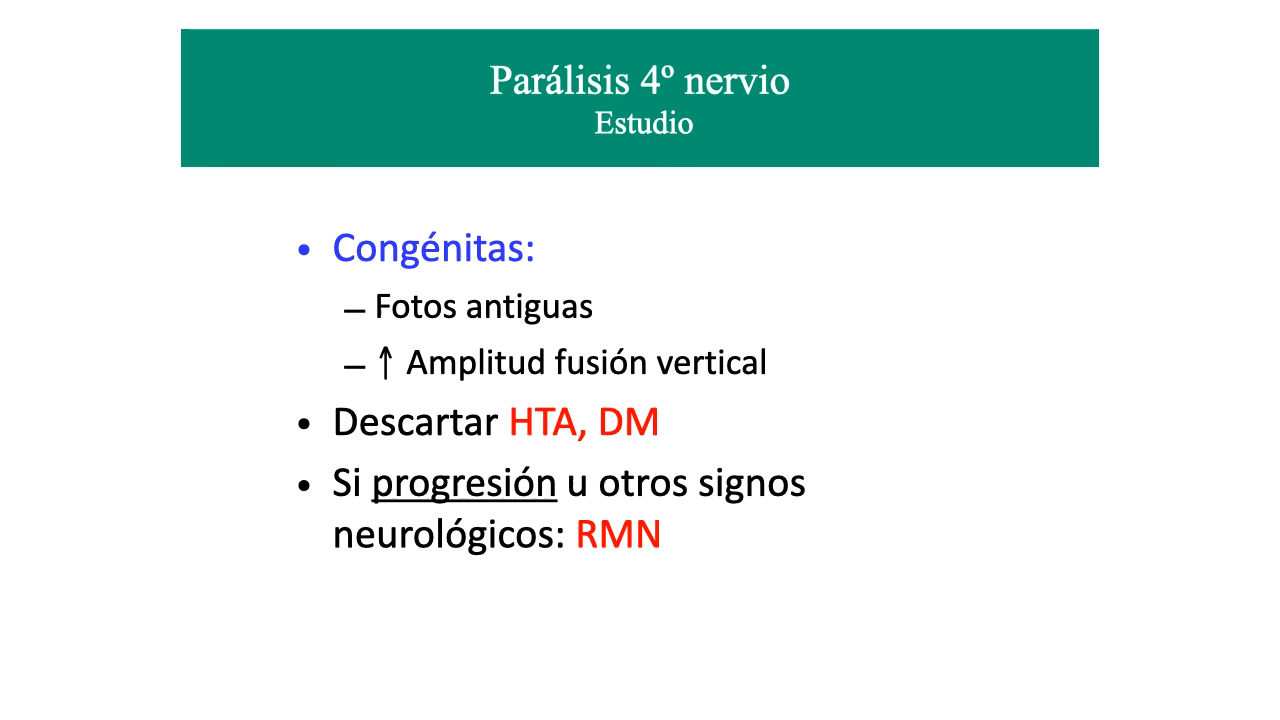 Parálisis 4º nervio
Estudio
• Congénitas:
– Fotos antiguas
– ↑ Amplitud fusión vertical
• Descartar HTA, DM
• Si progresión u otros signos
neurológicos: RMN